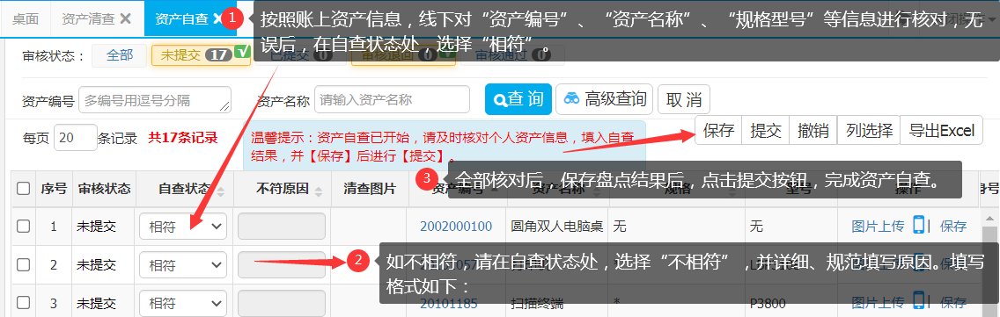 桌面 资产清查 资产自查
1 按照账上资产信息，线下对“资产编号”、“资产名称”、“规格型号”等信息进行核对，无
误后，在自查状态处，选择“相符”。
审核状态： 全部 未提交 17 已提交 0 审核退回 0 审核通过 0
资产编号 多编号用逗号分隔 资产名称 请输入资产名称 查 询 高级查询 取 消
每页 20 条记录 共17条记录
温馨提示：资产自查已开始，请及时核对个人资产信息，填入自查
结果，并【保存】后进行【提交】。
保存 提交 撤销 列选择 导出Excel
3 全部核对后，保存盘点结果后，点击提交按钮，完成资产自查。
序号 审核状态 自查状态 不符原因 清查图片 资产编号 资产名称 规格 型号 操作
1 未提交 相符 2002000100 圆角双人电脑桌 无 无 图片上传 | 保存
2 如不相符，请在自查状态处，选择“不相符”，并详细、规范填写原因。填写
格式如下：
2 未提交 相符
3 未提交 相符 20101185 扫描终端 * P3800 图片上传 | 保存